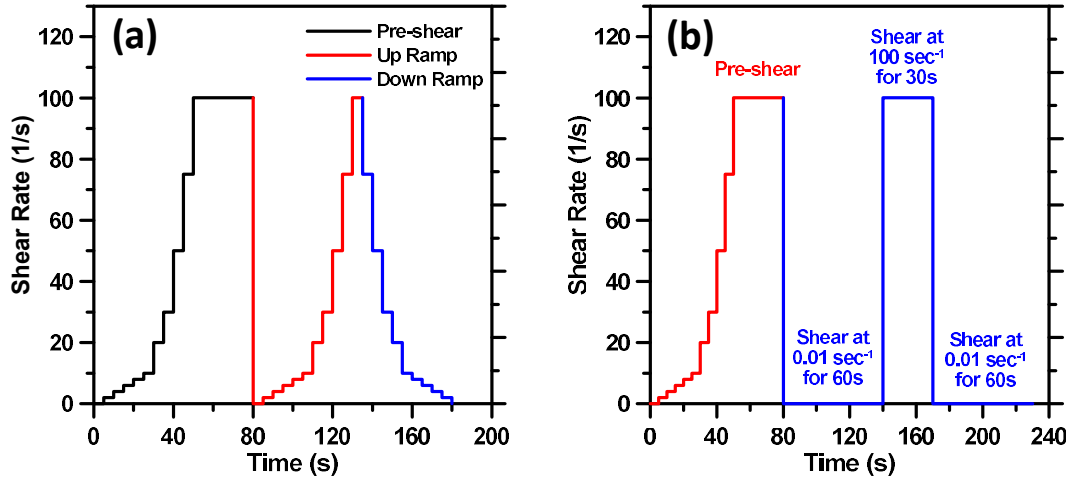 (a)
Pre-shear
Up Ramp
Down Ramp
Shear Rate (1/s)
120
100
80
60
40
20
0
0 40 80 120 160 200
Time (s)
(b)
Pre-shear
Shear at
100 sec⁻¹
for 30s
Shear at
0.01 sec⁻¹
for 60s
Shear at
0.01 sec⁻¹
for 60s
Shear Rate (1/s)
120
100
80
60
40
20
0
0 40 80 120 160 200 240
Time (s)